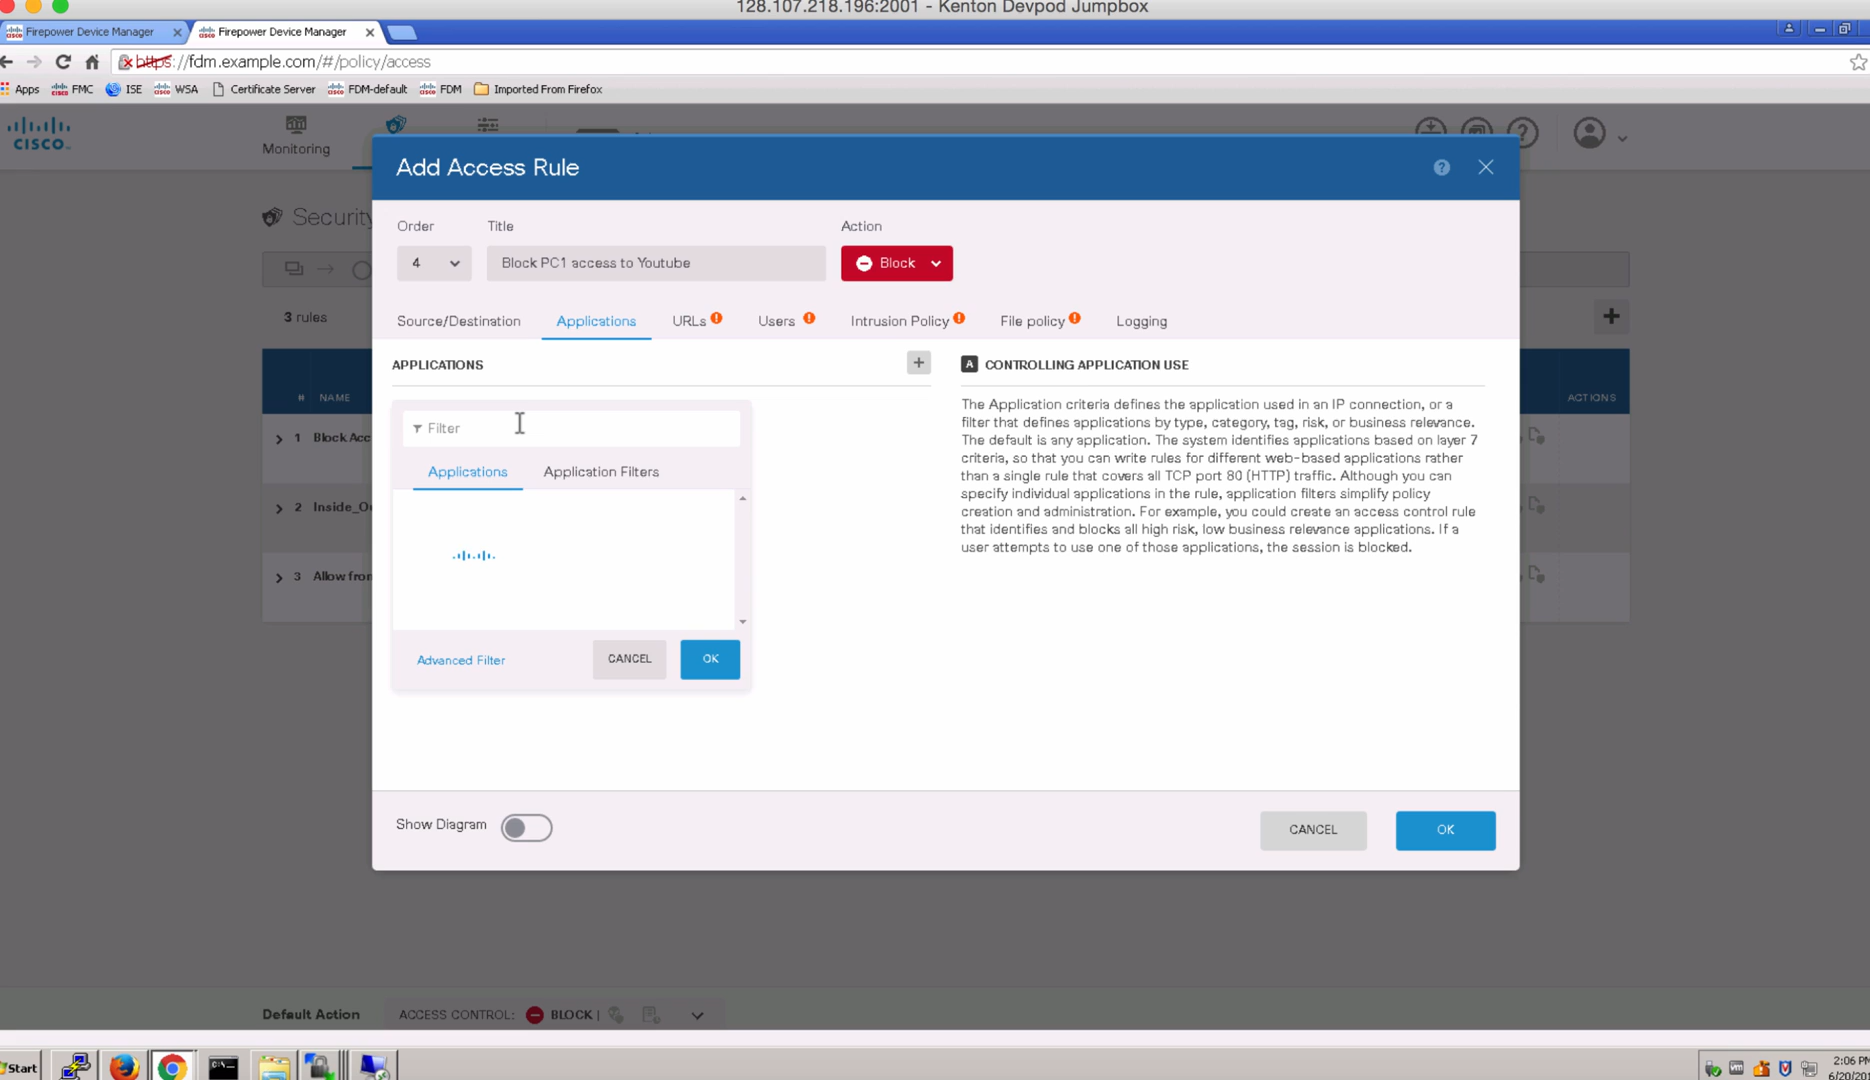 128.107.218.196:2001 - Kenton Devpod Jumpbox
Firepower Device Manager
Firepower Device Manager
https://fdm.example.com/#/policy/access
Apps FMC ISE WSA Certificate Server FDM-default FDM Imported From Firefox
CISCO
Monitoring
Security
3 rules
# NAME
ACTIONS
1 Block Acc
2 Inside_O
3 Allow fron
Add Access Rule
Order Title Action
4 Block PC1 access to Youtube Block
Source/Destination Applications URLs Users Intrusion Policy File policy Logging
APPLICATIONS
Filter
Applications Application Filters
Advanced Filter CANCEL OK
A CONTROLLING APPLICATION USE
The Application criteria defines the application used in an IP connection, or a
filter that defines applications by type, category, tag, risk, or business relevance.
The default is any application. The system identifies applications based on layer 7
criteria, so that you can write rules for different web-based applications rather
than a single rule that covers all TCP port 80 (HTTP) traffic. Although you can
specify individual applications in the rule, application filters simplify policy
creation and administration. For example, you could create an access control rule
that identifies and blocks all high risk, low business relevance applications. If a
user attempts to use one of those applications, the session is blocked.
Show Diagram CANCEL OK
Default Action ACCESS CONTROL: BLOCK |
Start
2:06 PM
6/20/201